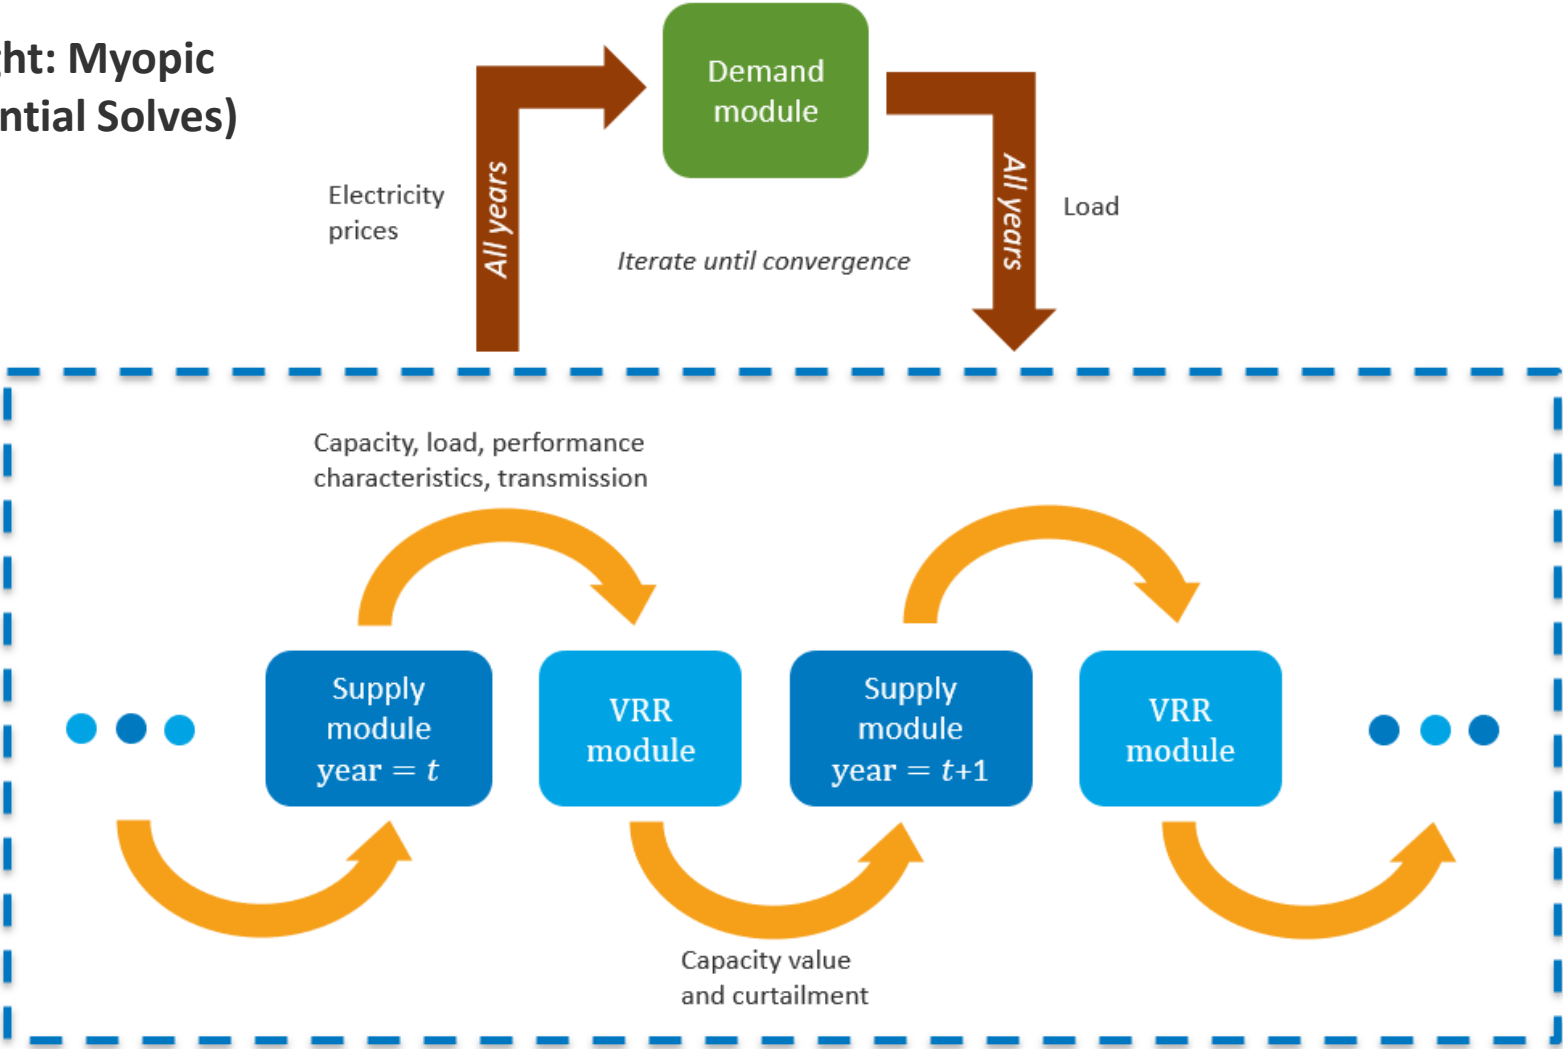 ght: Myopic
ntial Solves)
Demand
module
All years
All years
Electricity
prices
Load
Iterate until convergence
Capacity, load, performance
characteristics, transmission
Supply
module
year = t
VRR
module
Supply
module
year = t+1
VRR
module
Capacity value
and curtailment